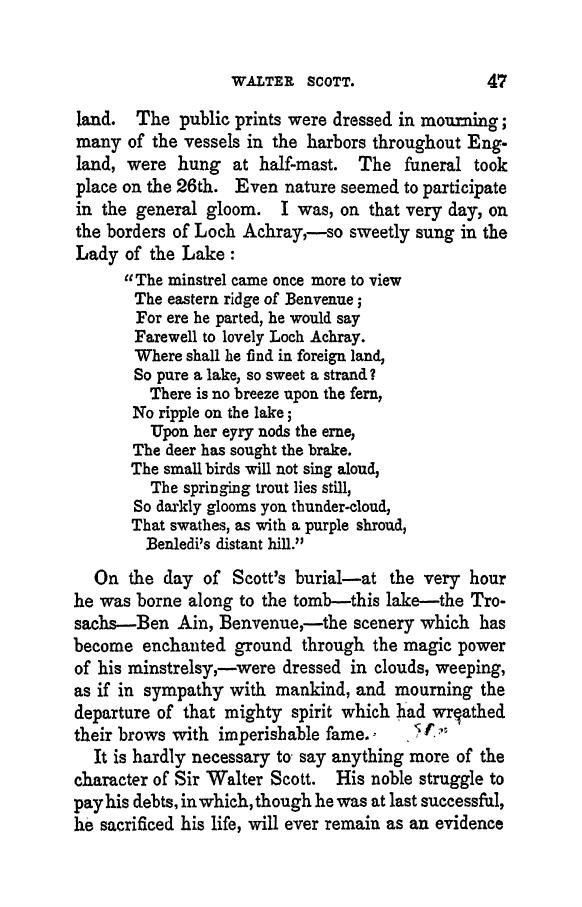 WALTER SCOTT. 47
land. The public prints were dressed in mourning;
many of the vessels in the harbors throughout Eng-
land, were hung at half-mast. The funeral took
place on the 26th. Even nature seemed to participate
in the general gloom. I was, on that very day, on
the borders of Loch Achray,—so sweetly sung in the
Lady of the Lake:
"The minstrel came once more to view
The eastern ridge of Benvenue;
For ere he parted, he would say
Farewell to lovely Loch Achray.
Where shall he find in foreign land,
So pure a lake, so sweet a strand?
There is no breeze upon the fern,
No ripple on the lake;
Upon her eyry nods the erne,
The deer has sought the brake.
The small birds will not sing aloud,
The springing trout lies still,
So darkly glooms yon thunder-cloud,
That swathes, as with a purple shroud,
Benledi's distant hill."
On the day of Scott's burial—at the very hour
he was borne along to the tomb—this lake—the Tro-
sachs—Ben Ain, Benvenue,—the scenery which has
become enchanted ground through the magic power
of his minstrelsy,—were dressed in clouds, weeping,
as if in sympathy with mankind, and mourning the
departure of that mighty spirit which had wreathed
their brows with imperishable fame.
It is hardly necessary to say anything more of the
character of Sir Walter Scott. His noble struggle to
pay his debts, in which, though he was at last successful,
he sacrificed his life, will ever remain as an evidence